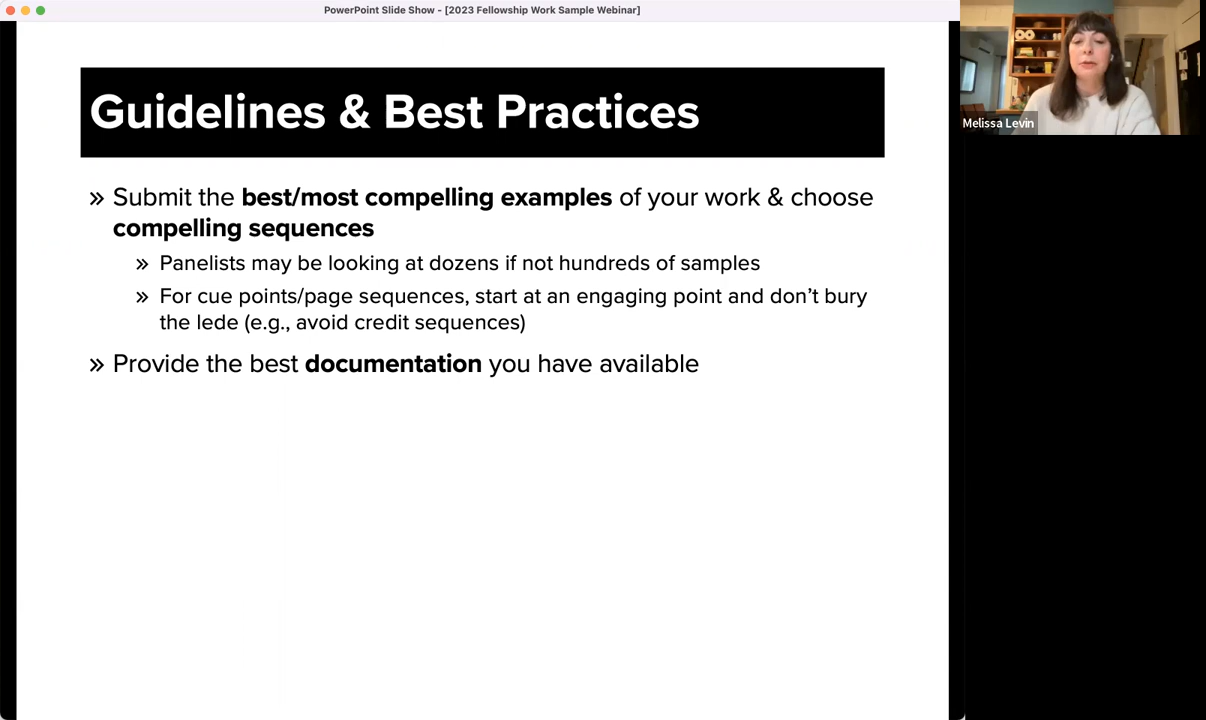 PowerPoint Slide Show - [2023 Fellowship Work Sample Webinar]
Guidelines & Best Practices
» Submit the best/most compelling examples of your work & choose
compelling sequences
» Panelists may be looking at dozens if not hundreds of samples
» For cue points/page sequences, start at an engaging point and don’t bury
the lede (e.g., avoid credit sequences)
» Provide the best documentation you have available
Melissa Levin